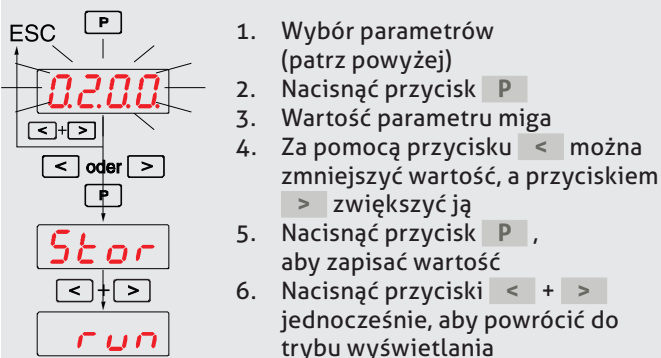 P
ESC
0.2.0.0.
< + >
< oder >
P
Stor
< + >
run
1. Wybór parametrów
(patrz powyżej)
2. Nacisnąć przycisk P
3. Wartość parametru miga
4. Za pomocą przycisku < można
zmniejszyć wartość, a przyciskiem
> zwiększyć ją
5. Nacisnąć przycisk P ,
aby zapisać wartość
6. Nacisnąć przyciski < + >
jednocześnie, aby powrócić do
trybu wyświetlania